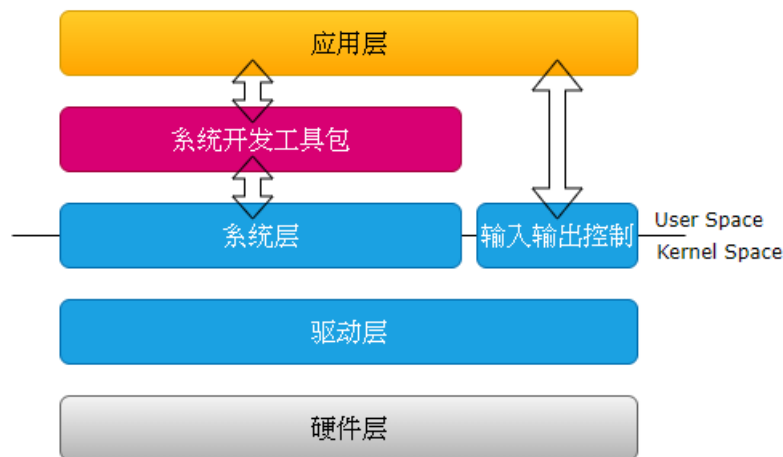 应用层
系统开发工具包
系统层
输入输出控制
User Space
Kernel Space
驱动层
硬件层